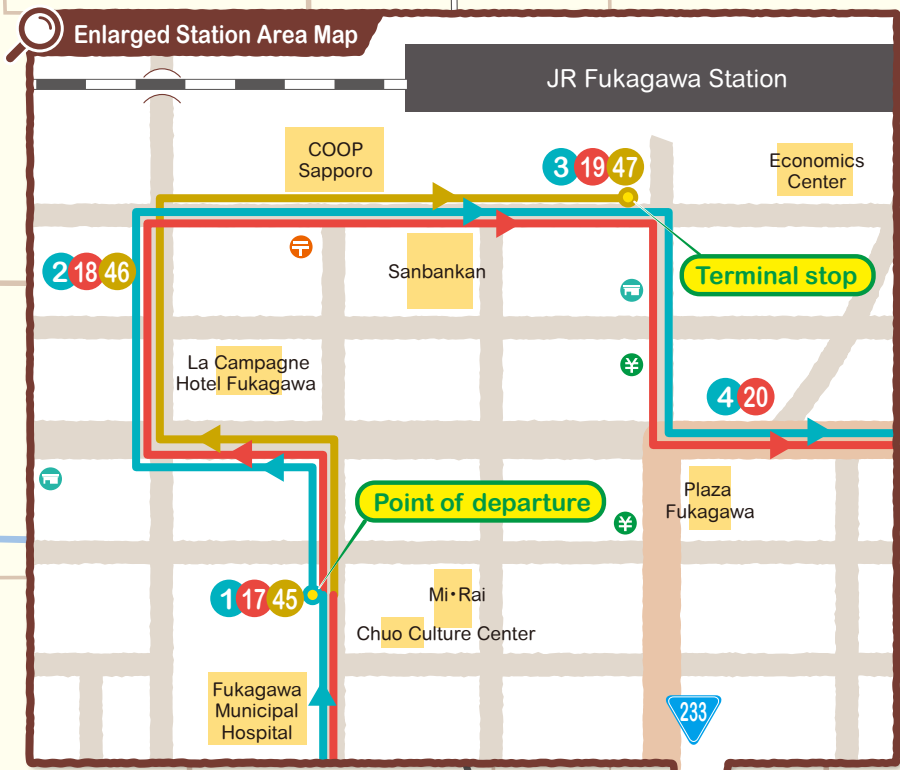 Enlarged Station Area Map
JR Fukagawa Station
COOP
Sapporo
3 19 47
Economics
Center
〒
2 18 46
Sanbankan
Terminal stop
La Campagne
Hotel Fukagawa
¥
4 20
Plaza
Fukagawa
Point of departure
¥
1 17 45
Mi・Rai
Chuo Culture Center
Fukagawa
Municipal
Hospital
233